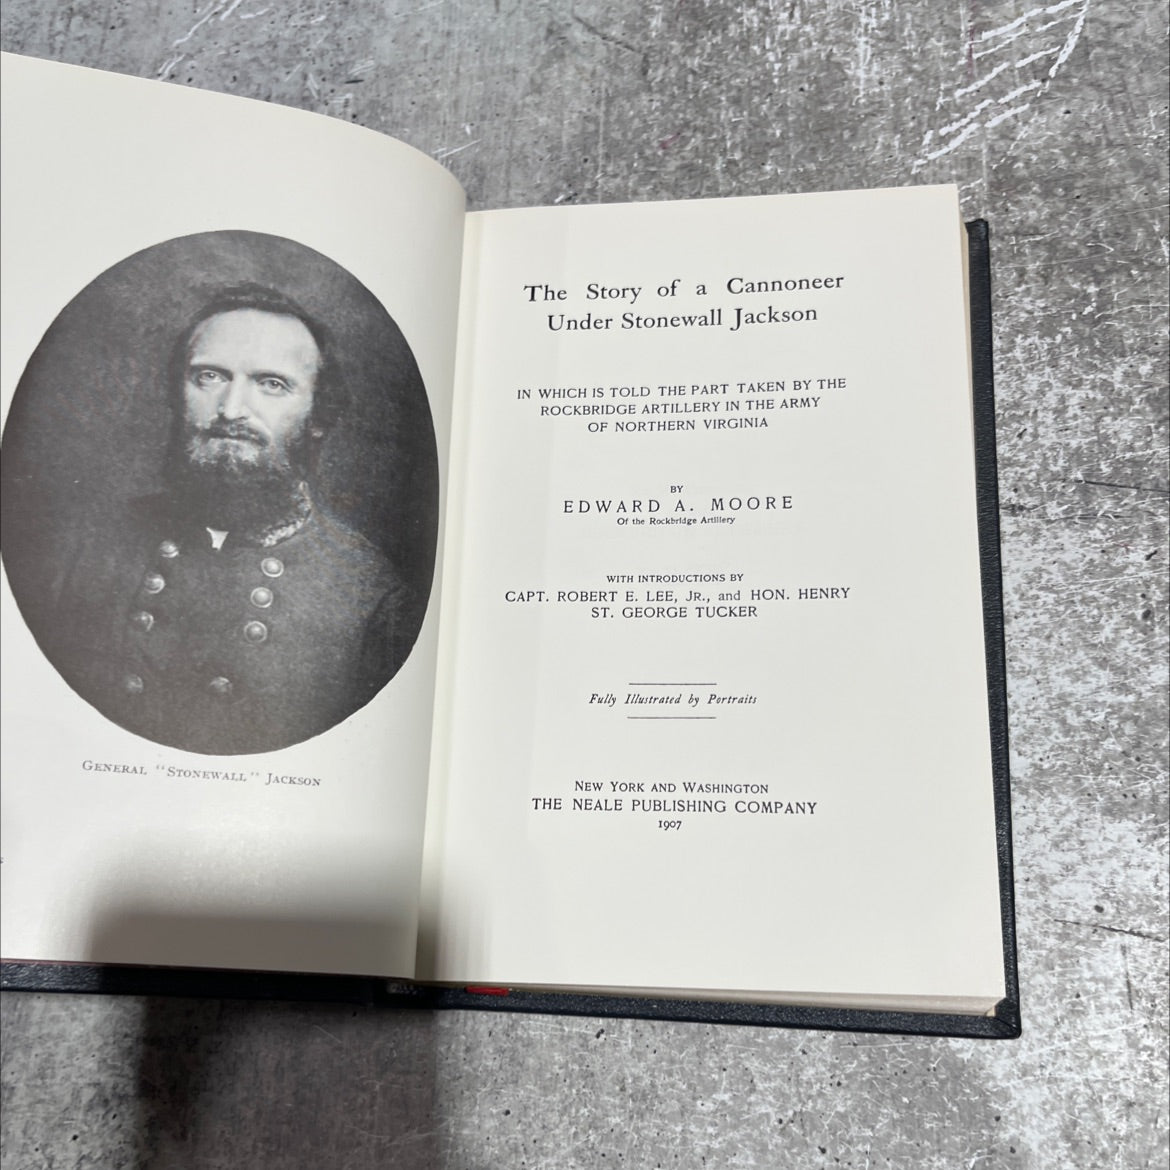 General "Stonewall" Jackson
The Story of a Cannoneer
Under Stonewall Jackson
IN WHICH IS TOLD THE PART TAKEN BY THE
ROCKBRIDGE ARTILLERY IN THE ARMY
OF NORTHERN VIRGINIA
BY
EDWARD A. MOORE
Of the Rockbridge Artillery
WITH INTRODUCTIONS BY
CAPT. ROBERT E. LEE, JR., and HON. HENRY
ST. GEORGE TUCKER
Fully Illustrated by Portraits
New York and Washington
THE NEALE PUBLISHING COMPANY
1907